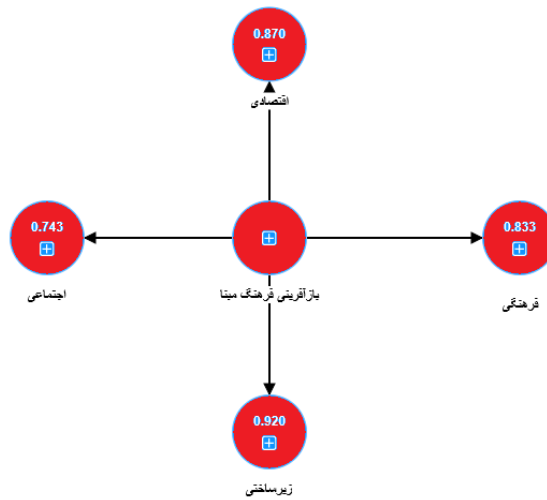 0.870
اقتصادی
0.743
0.833
اجتماعی
بازآفرینی فرهنگ مبنا
فرهنگی
0.920
زیرساختی